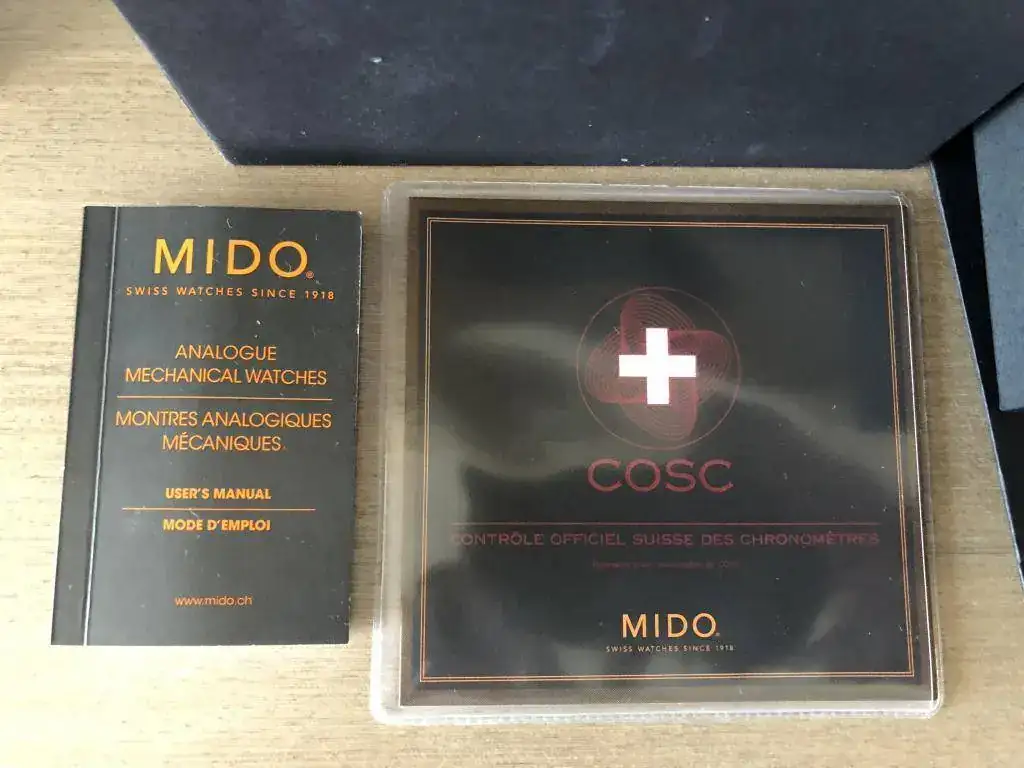 MIDO®
SWISS WATCHES SINCE 1918
ANALOGUE
MECHANICAL WATCHES
MONTRES ANALOGIQUES
MÉCANIQUES
USER'S MANUAL
MODE D'EMPLOI
www.mido.ch
COSC
CONTRÔLE OFFICIEL SUISSE DES CHRONOMÈTRES
MIDO®
SWISS WATCHES SINCE 1918